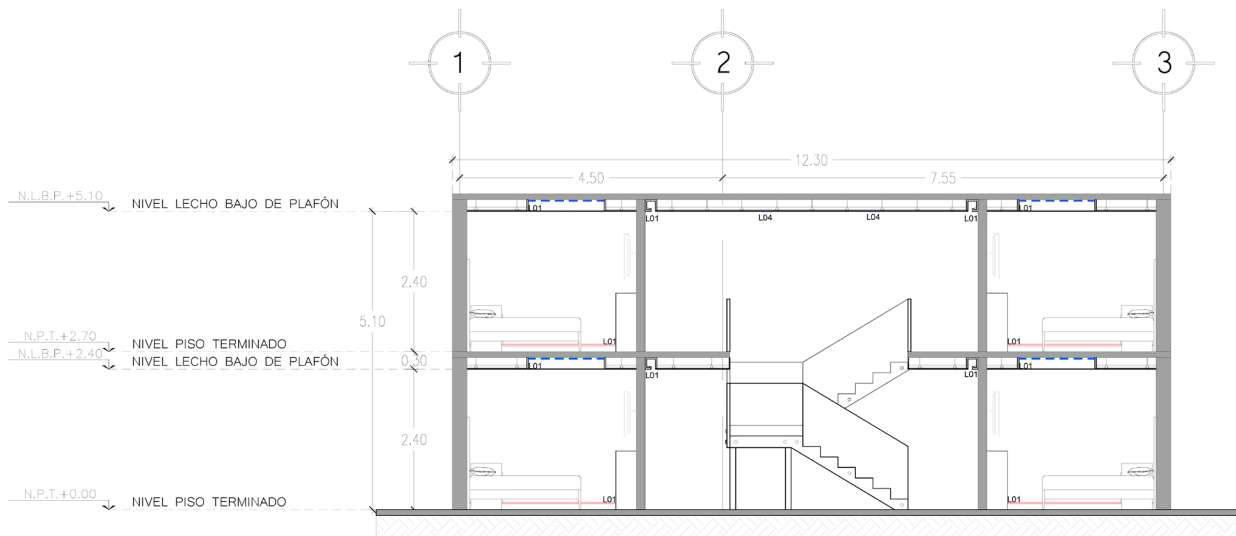 1 2 3
12.30
4.50 7.55
N.L.B.P.+5.10 NIVEL LECHO BAJO DE PLAFÓN
L01 L01 L04 L04 L01 L01
2.40
5.10
N.P.T.+2.70 NIVEL PISO TERMINADO L01 L01
N.L.B.P.+2.40 NIVEL LECHO BAJO DE PLAFÓN 0.30
L01 L01 L01 L01
2.40
N.P.T.+0.00 NIVEL PISO TERMINADO L01 L01